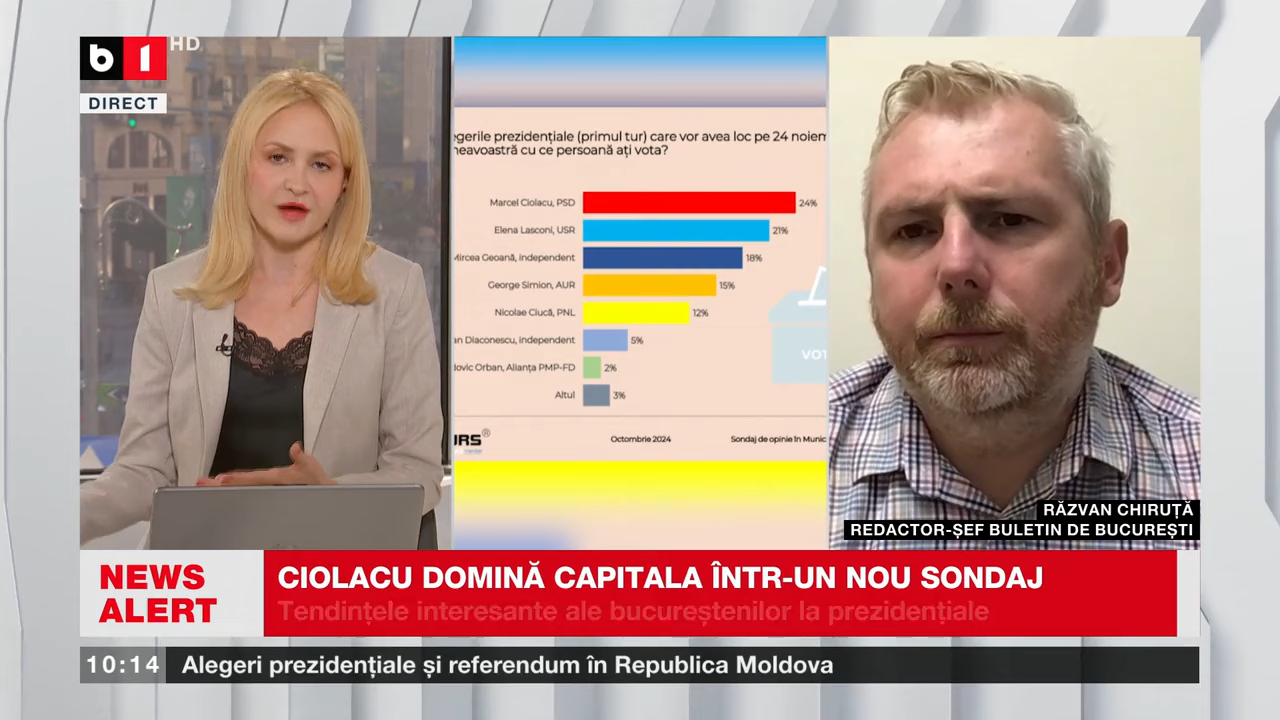 b 1 HD
DIRECT
egerile prezidențiale (primul tur) care vor avea loc pe 24 noiem
neavoastră cu ce persoană ați vota?
Marcel Ciolacu, PSD 24%
Elena Lasconi, USR 21%
Mircea Geoană, independent 18%
George Simion, AUR 15%
Nicolae Ciucă, PNL 12%
an Diaconescu, independent 5%
dovic Orban, Alianța PMP-FD 2%
Altul 3%
VOT
URS®
Octombrie 2024
Sondaj de opinie în Munic
RĂZVAN CHIRUȚĂ
REDACTOR-ȘEF BULETIN DE BUCUREȘTI
NEWS
ALERT
CIOLACU DOMINĂ CAPITALA ÎNTR-UN NOU SONDAJ
Tendințele interesante ale bucureștenilor la prezidențiale
10:14 Alegeri prezidențiale și referendum în Republica Moldova